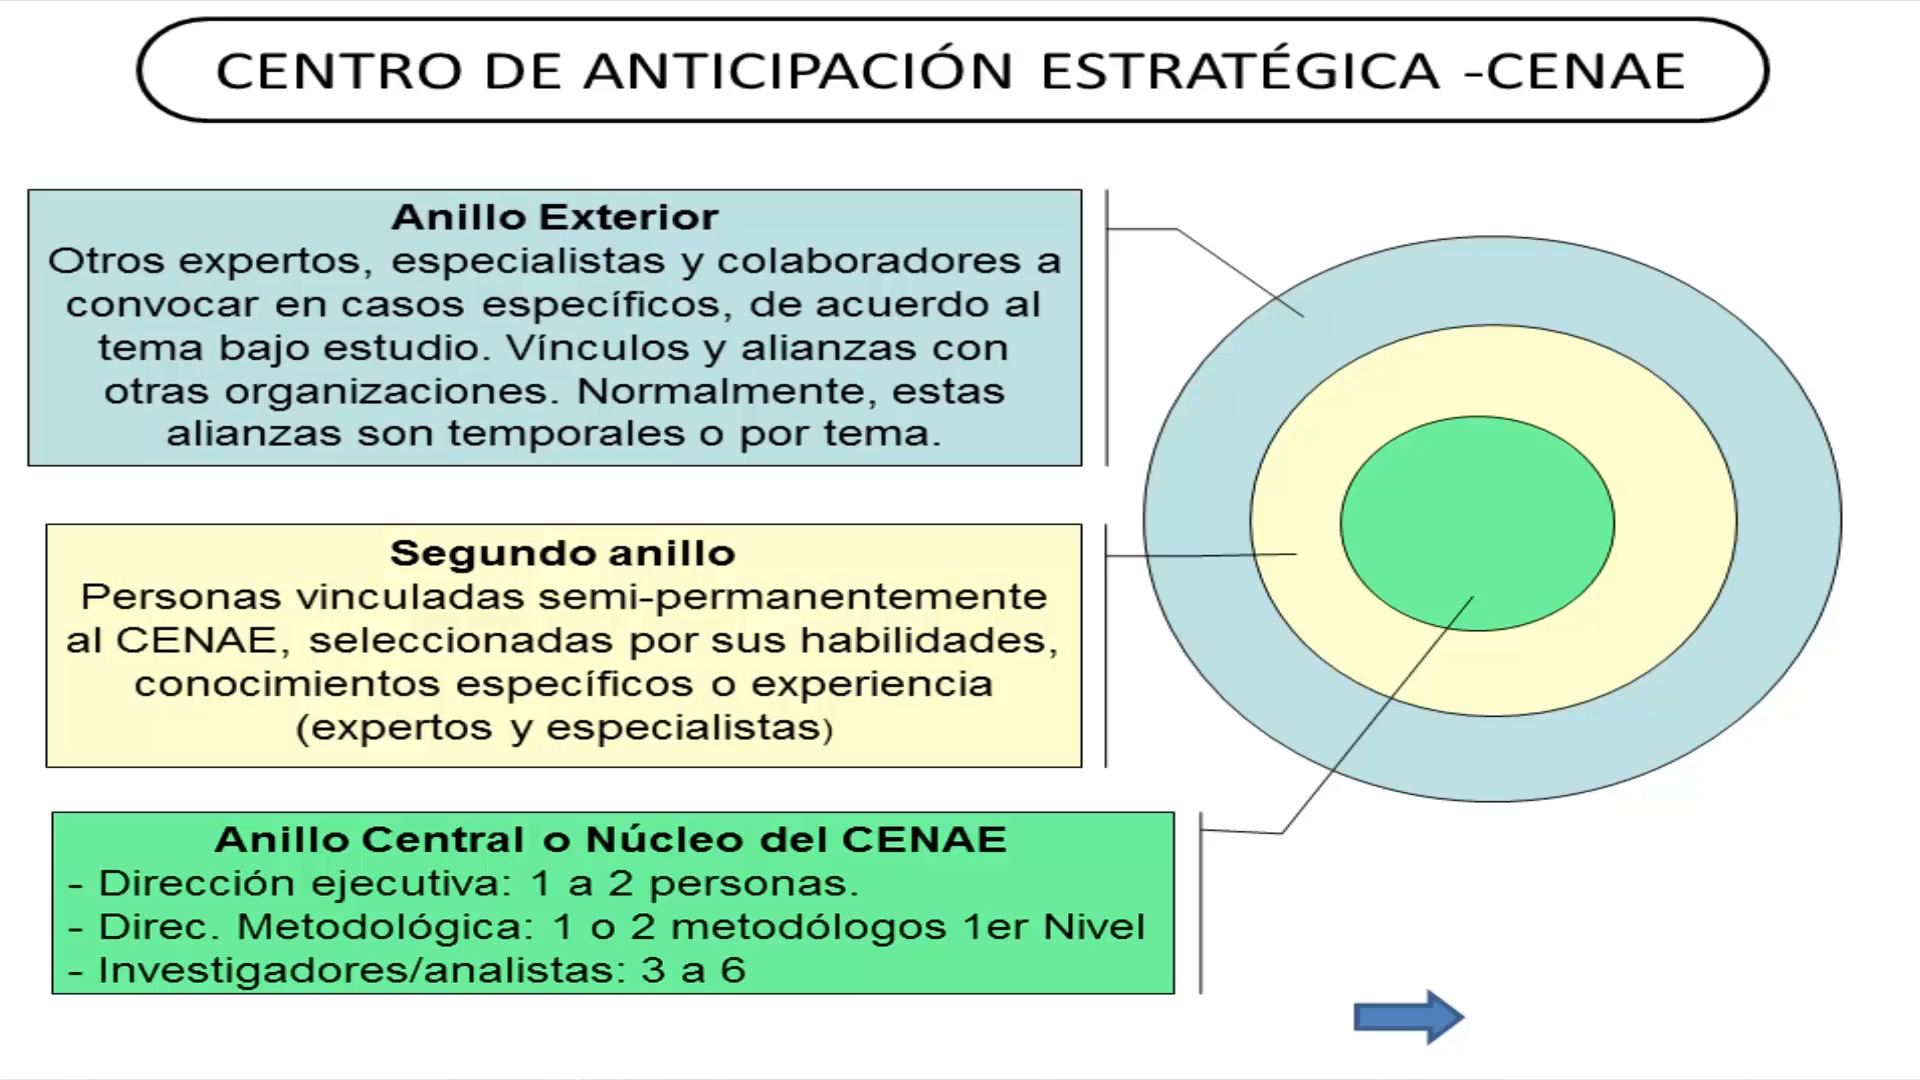 CENTRO DE ANTICIPACIÓN ESTRATÉGICA -CENAE
Anillo Exterior
Otros expertos, especialistas y colaboradores a
convocar en casos específicos, de acuerdo al
tema bajo estudio. Vínculos y alianzas con
otras organizaciones. Normalmente, estas
alianzas son temporales o por tema.
Segundo anillo
Personas vinculadas semi-permanentemente
al CENAE, seleccionadas por sus habilidades,
conocimientos específicos o experiencia
(expertos y especialistas)
Anillo Central o Núcleo del CENAE
- Dirección ejecutiva: 1 a 2 personas.
- Direc. Metodológica: 1 o 2 metodólogos 1er Nivel
- Investigadores/analistas: 3 a 6